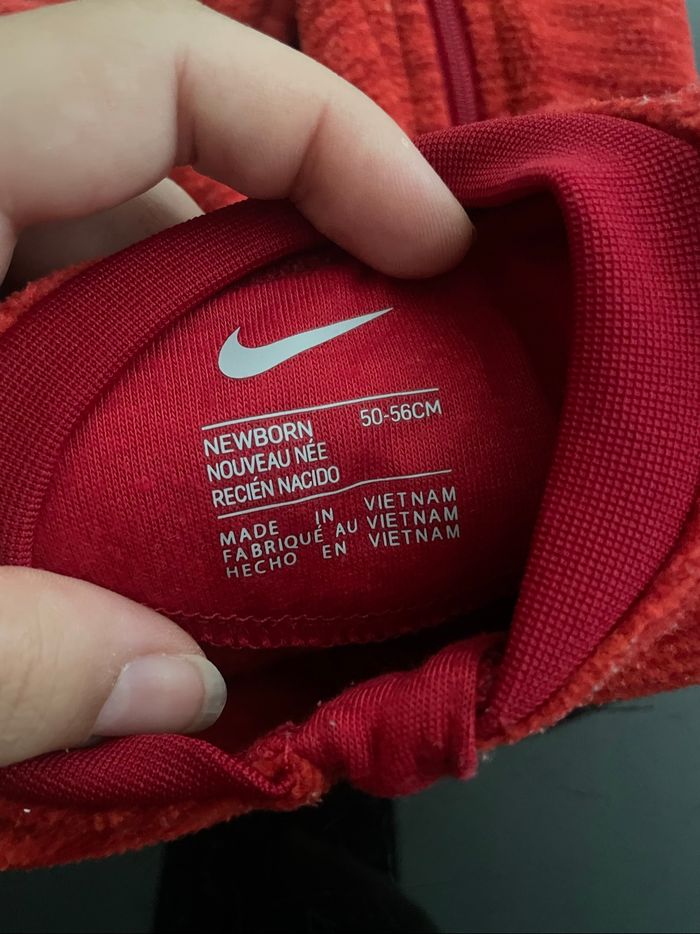 NEWBORN 50-56CM
NOUVEAU NÉE
RECIÉN NACIDO
MADE IN VIETNAM
FABRIQUÉ AU VIETNAM
HECHO EN VIETNAM